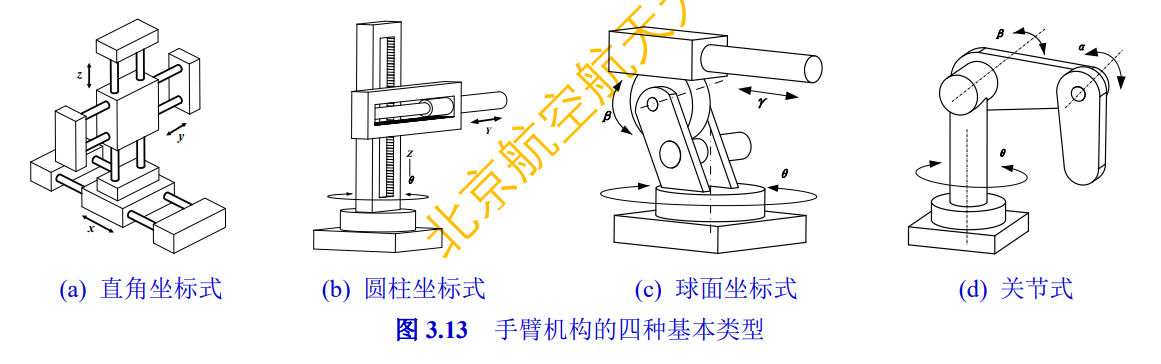 z
y
x
Y
Z
θ
β
γ
θ
β
α
θ
北京航空航天大
(a) 直角坐标式
(b) 圆柱坐标式
(c) 球面坐标式
(d) 关节式
图 3.13 手臂机构的四种基本类型